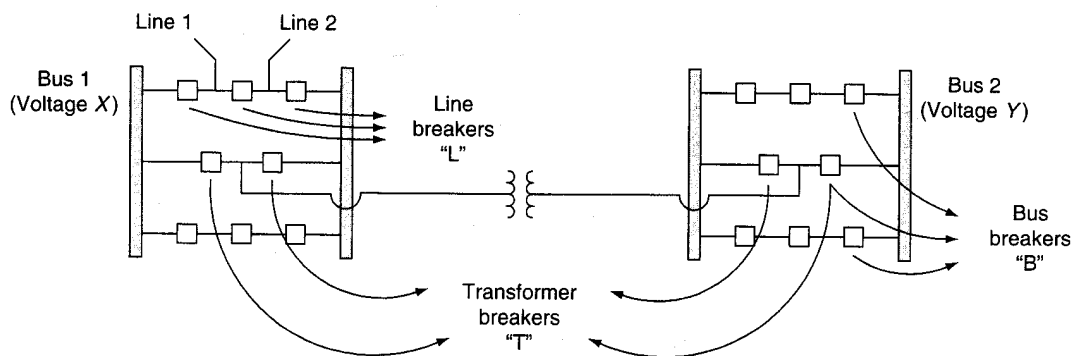 Line 1
Line 2
Bus 1
(Voltage X)
Line
breakers
“L”
Bus 2
(Voltage Y)
Bus
breakers
“B”
Transformer
breakers
“T”